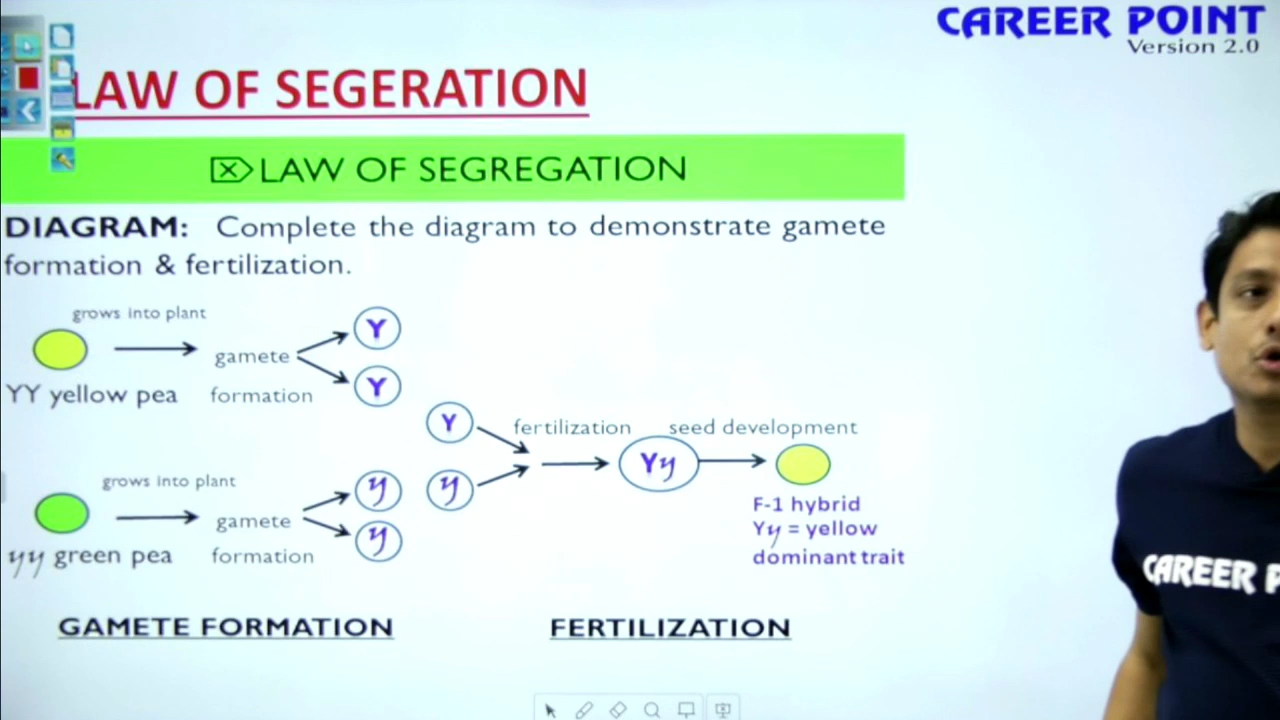 CAREER POINT
Version 2.0
LAW OF SEGERATION
LAW OF SEGREGATION
DIAGRAM: Complete the diagram to demonstrate gamete
formation & fertilization.
grows into plant
gamete
formation
YY yellow pea
Y
Y
Y
fertilization
seed development
Yy
grows into plant
gamete
formation
yy green pea
y
y
y
F-1 hybrid
Yy = yellow
dominant trait
GAMETE FORMATION
FERTILIZATION
CAREER P